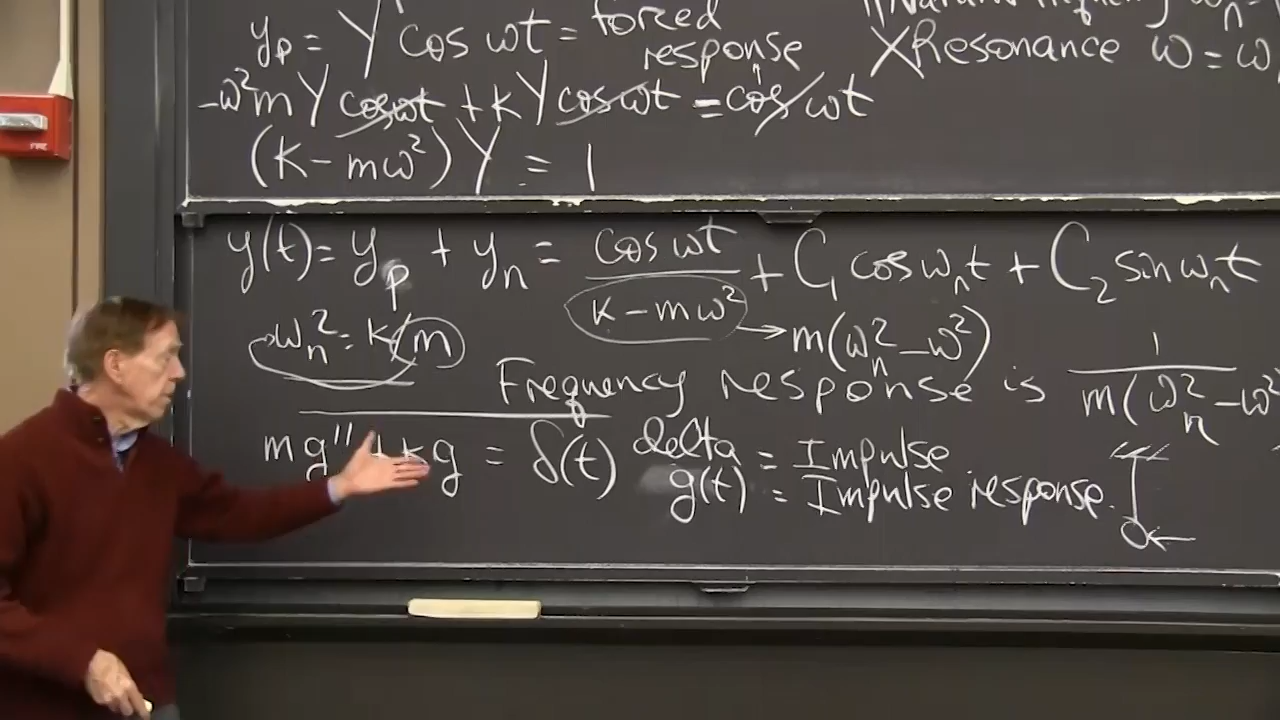 y_p = Y cos ωt = forced response
Resonance ω = ω
-ω²m Y cos ωt + k Y cos ωt = cos ωt
(k - mω²) Y = 1
y(t) = y_p + y_n = cos ωt / (k - mω²) + C₁ cos ω_n t + C₂ sin ω_n t
→ m(ω_n² - ω²)
ω_n² = k/m
Frequency response is 1 / m(ω_n² - ω²
mg'' + kg = δ(t) delta = Impulse
g(t) = Impulse response.
FIRE